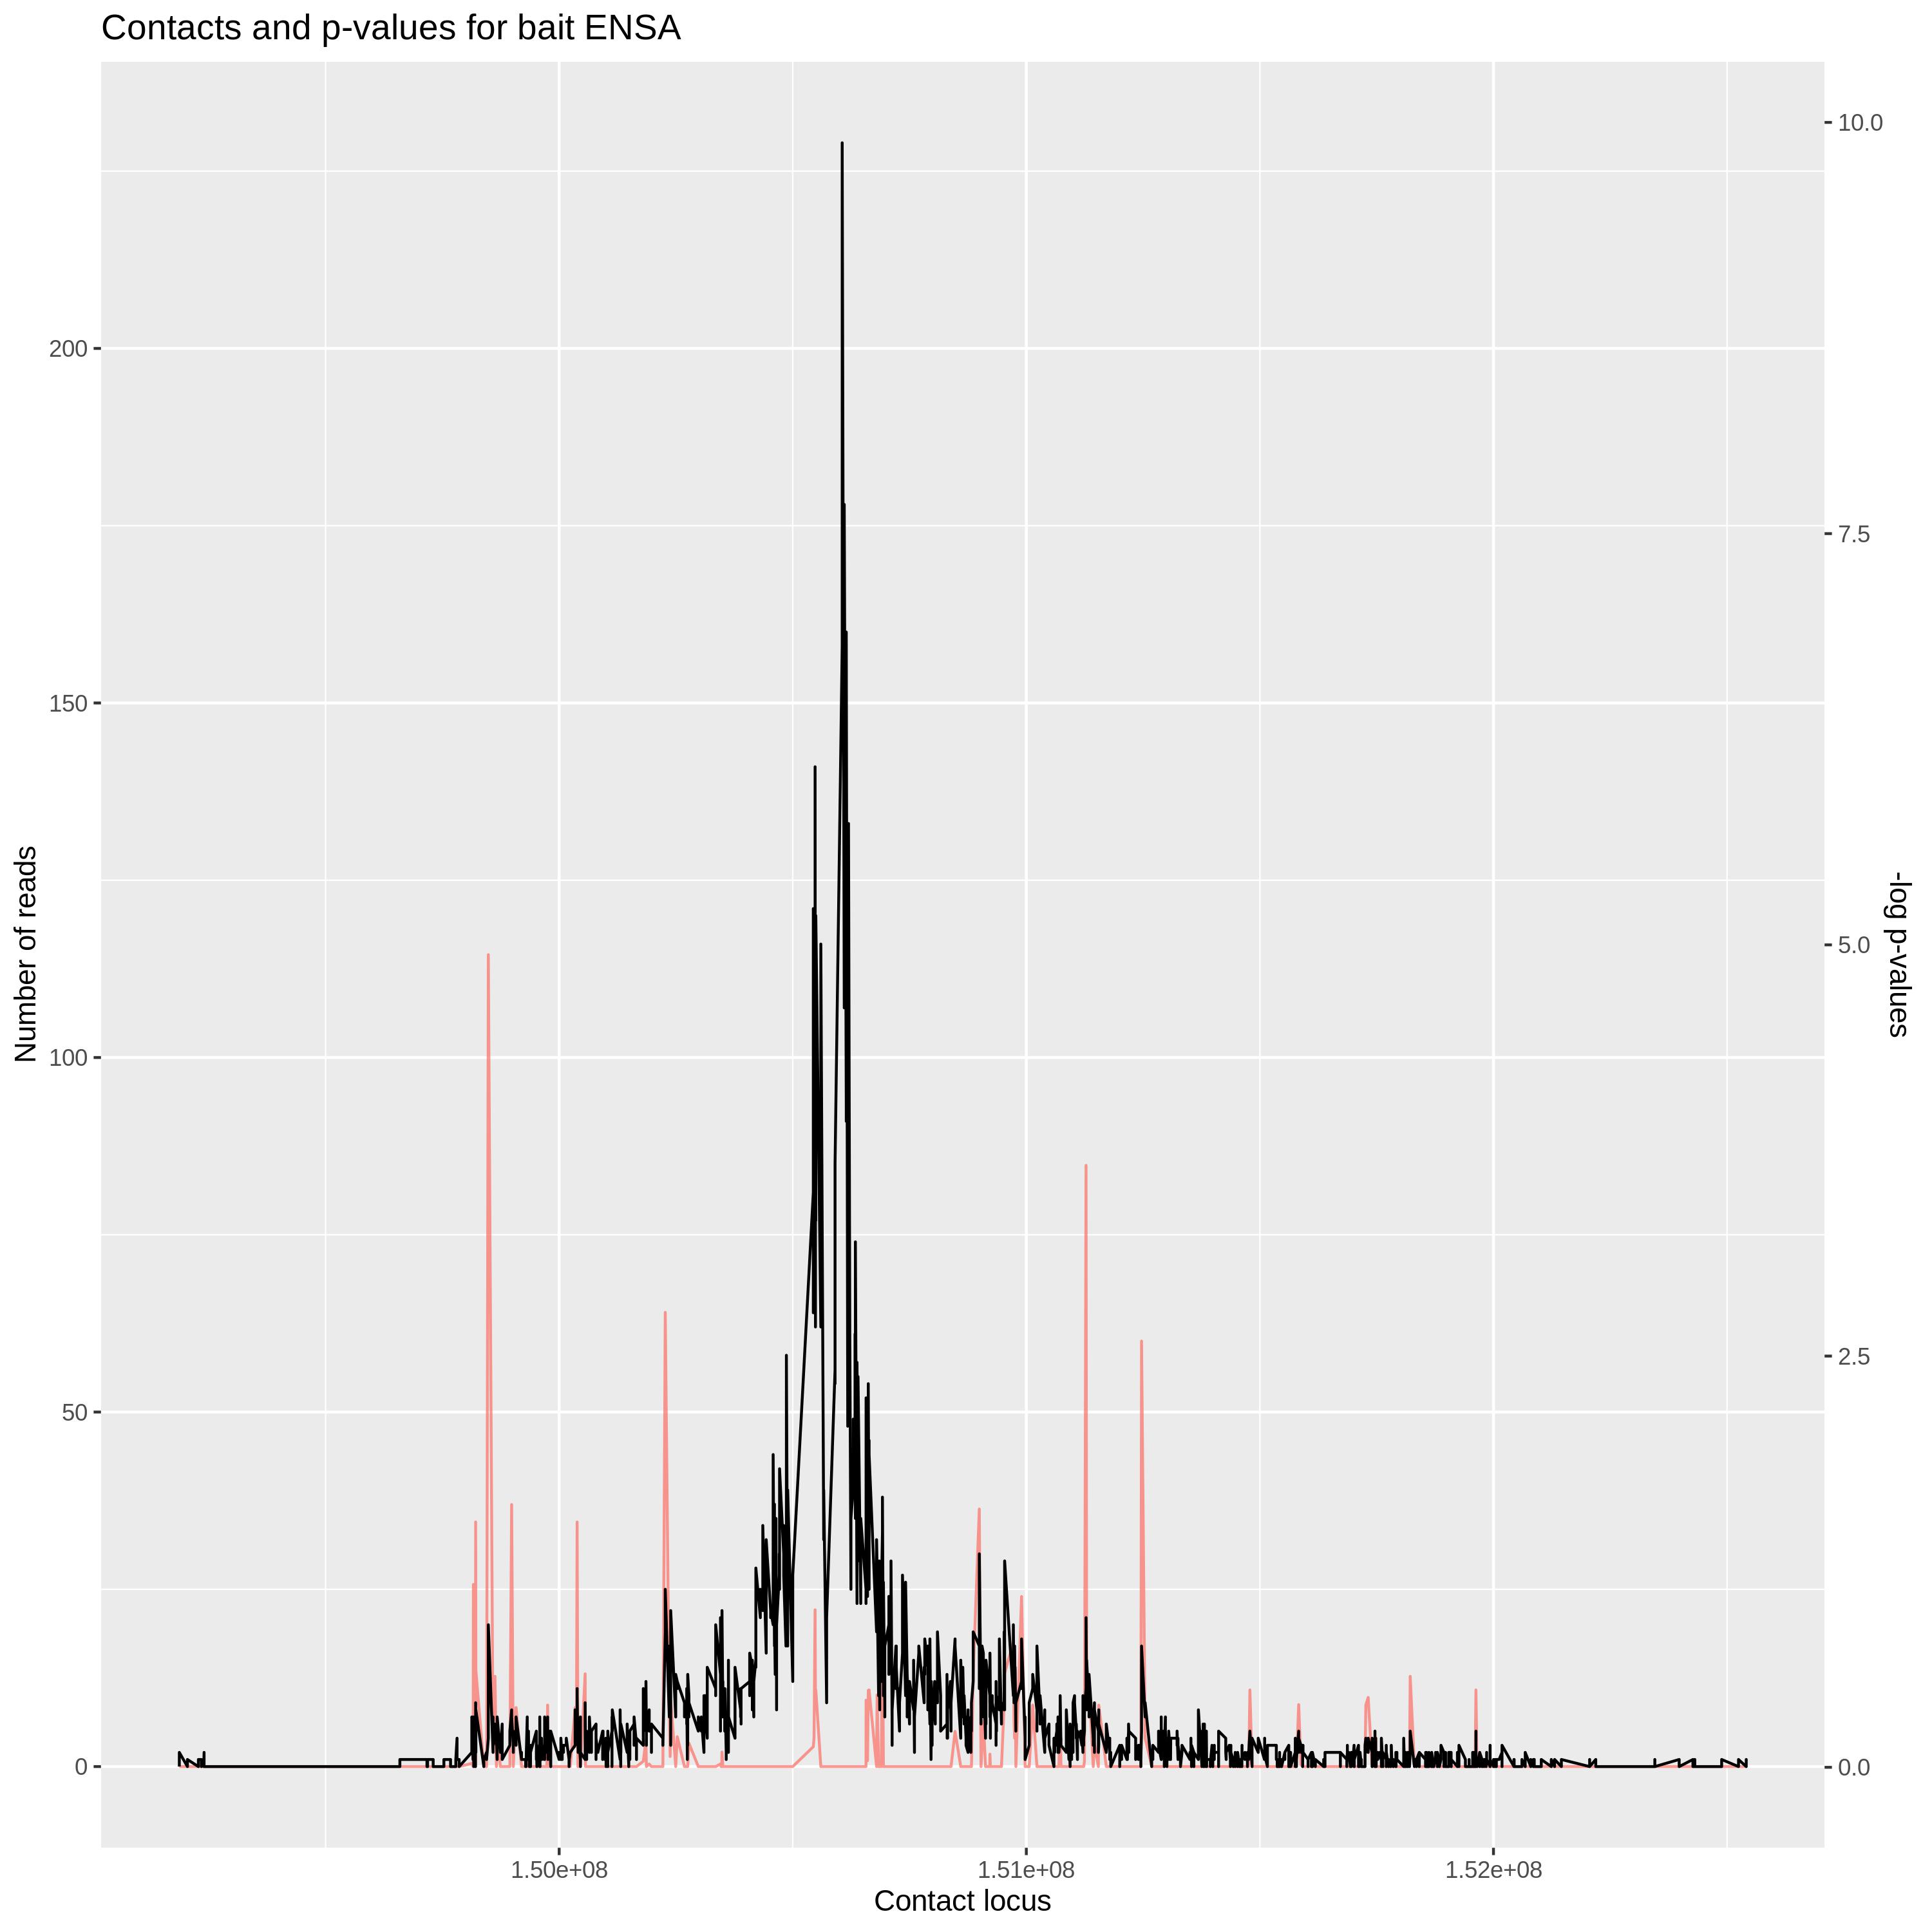 Contacts and p-values for bait ENSA
Number of reads
200
150
100
50
0
10.0
7.5
5.0
2.5
0.0
-log p-values
1.50e+08
1.51e+08
1.52e+08
Contact locus